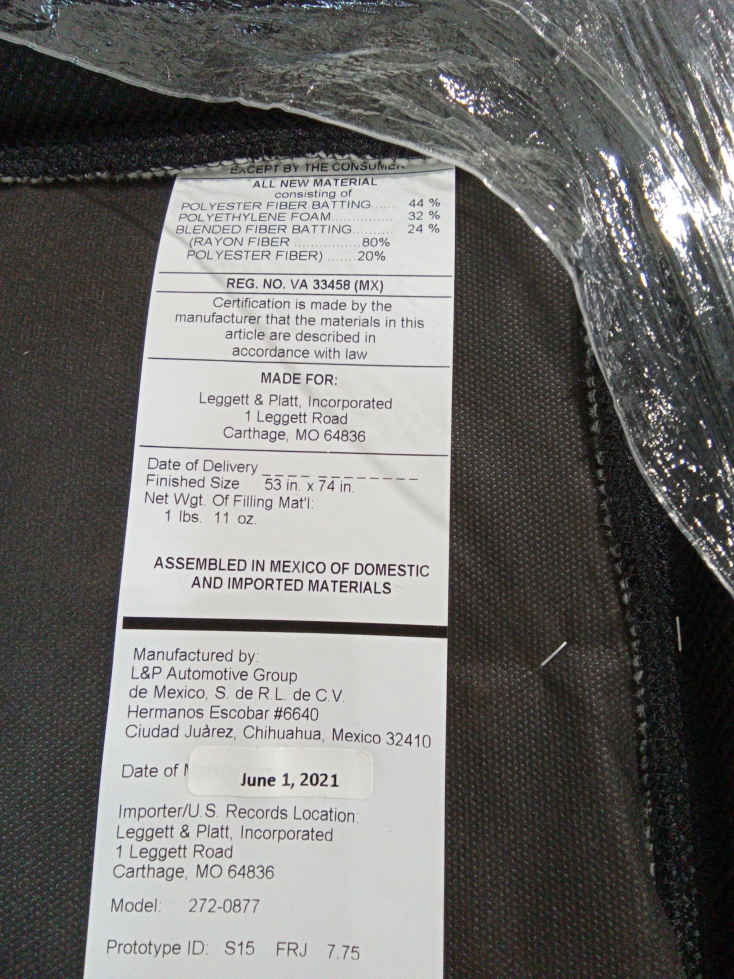 EXCEPT BY THE CONSUMER
ALL NEW MATERIAL
consisting of
POLYESTER FIBER BATTING...... 44 %
POLYETHYLENE FOAM.............. 32 %
BLENDED FIBER BATTING.......... 24 %
(RAYON FIBER ................80%
POLYESTER FIBER) .......20%
REG. NO. VA 33458 (MX)
Certification is made by the
manufacturer that the materials in this
article are described in
accordance with law
MADE FOR:
Leggett & Platt, Incorporated
1 Leggett Road
Carthage, MO 64836
Date of Delivery _ _ _ _ _ _ _ _ _ _ _ _
Finished Size 53 in. x 74 in.
Net Wgt. Of Filling Mat'l:
1 lbs. 11 oz.
ASSEMBLED IN MEXICO OF DOMESTIC
AND IMPORTED MATERIALS
Manufactured by:
L&P Automotive Group
de Mexico, S. de R.L. de C.V.
Hermanos Escobar #6640
Ciudad Juàrez, Chihuahua, Mexico 32410
Date of
June 1, 2021
Importer/U.S. Records Location:
Leggett & Platt, Incorporated
1 Leggett Road
Carthage, MO 64836
Model: 272-0877
Prototype ID: S15 FRJ 7.75